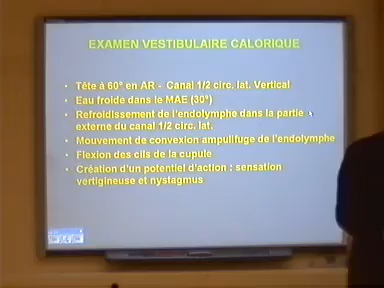 EXAMEN VESTIBULAIRE CALORIQUE
• Tête à 60° en AR - Canal 1/2 circ. lat. Vertical
• Eau froide dans le MAE (30°)
• Refroidissement de l'endolymphe dans la partie
externe du canal 1/2 circ. lat.
• Mouvement de convexion ampulifuge de l'endolymphe
• Flexion des cils de la cupule
• Création d'un potentiel d'action : sensation
vertigineuse et nystagmus